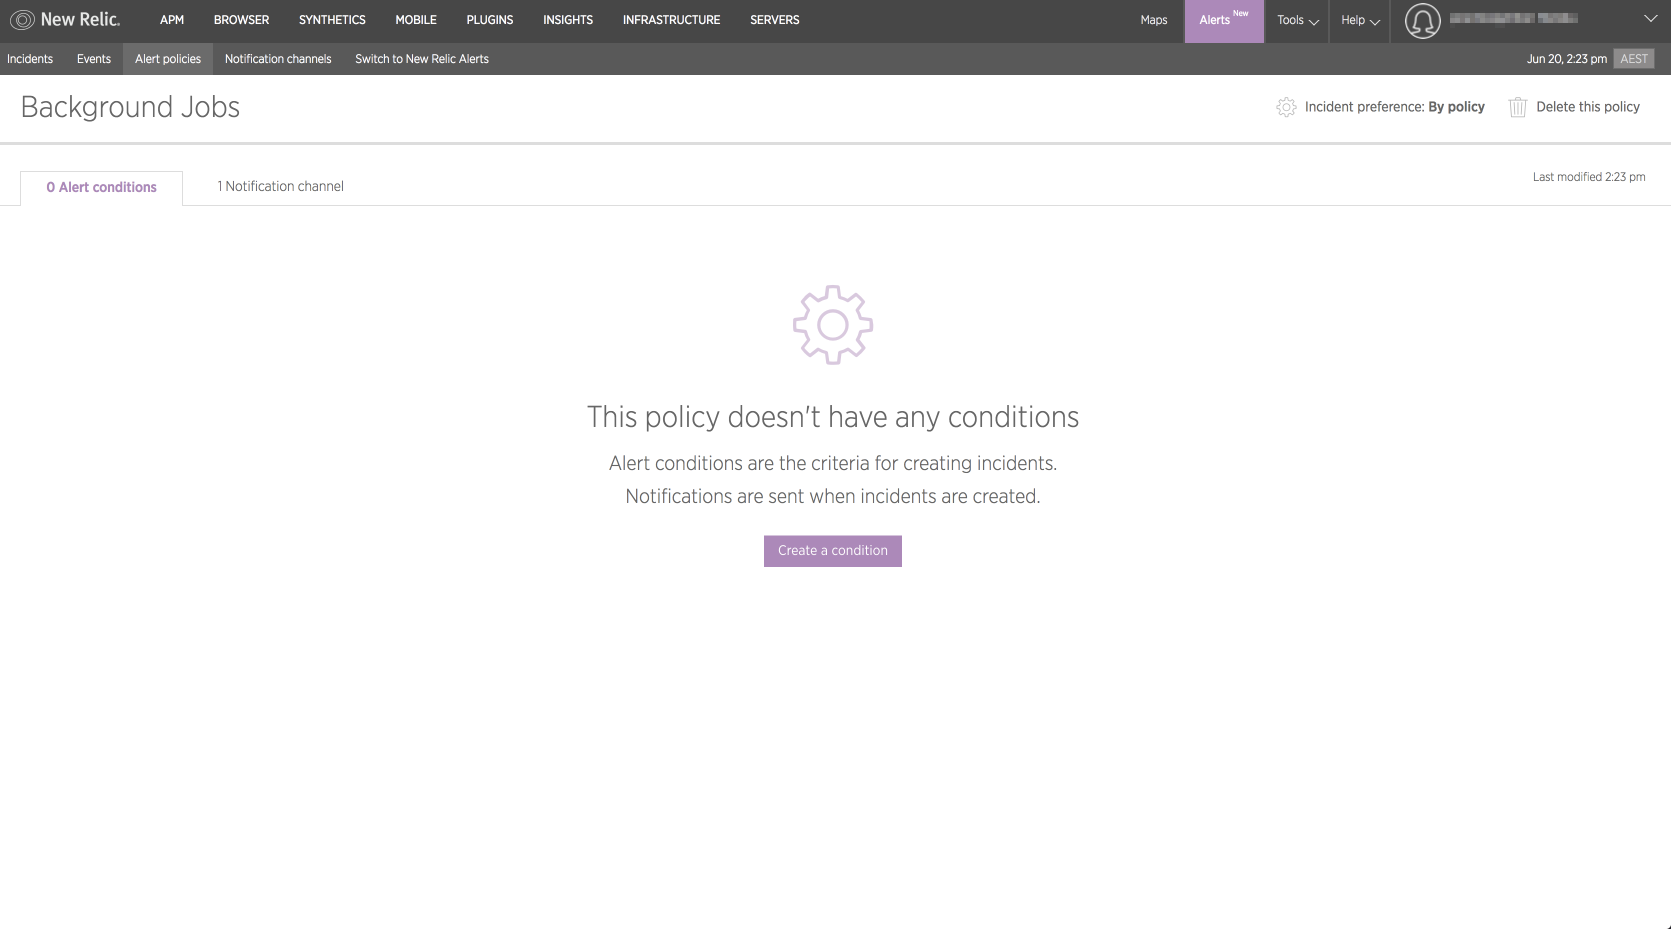 New Relic. APM BROWSER SYNTHETICS MOBILE PLUGINS INSIGHTS INFRASTRUCTURE SERVERS Maps Alerts New Tools Help
Incidents Events Alert policies Notification channels Switch to New Relic Alerts Jun 20, 2:23 pm AEST
Background Jobs Incident preference: By policy Delete this policy
0 Alert conditions 1 Notification channel Last modified 2:23 pm
This policy doesn't have any conditions
Alert conditions are the criteria for creating incidents.
Notifications are sent when incidents are created.
Create a condition